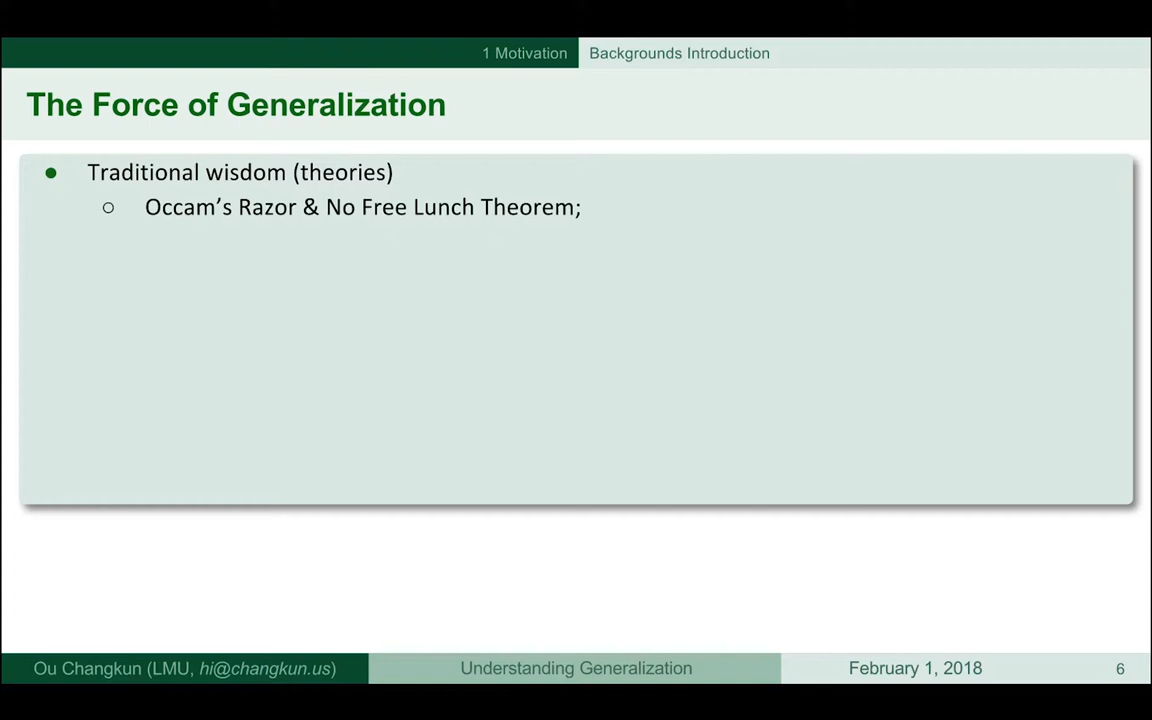 1 Motivation Backgrounds Introduction
The Force of Generalization
● Traditional wisdom (theories)
○ Occam’s Razor & No Free Lunch Theorem;
Ou Changkun (LMU, hi@changkun.us) Understanding Generalization February 1, 2018 6